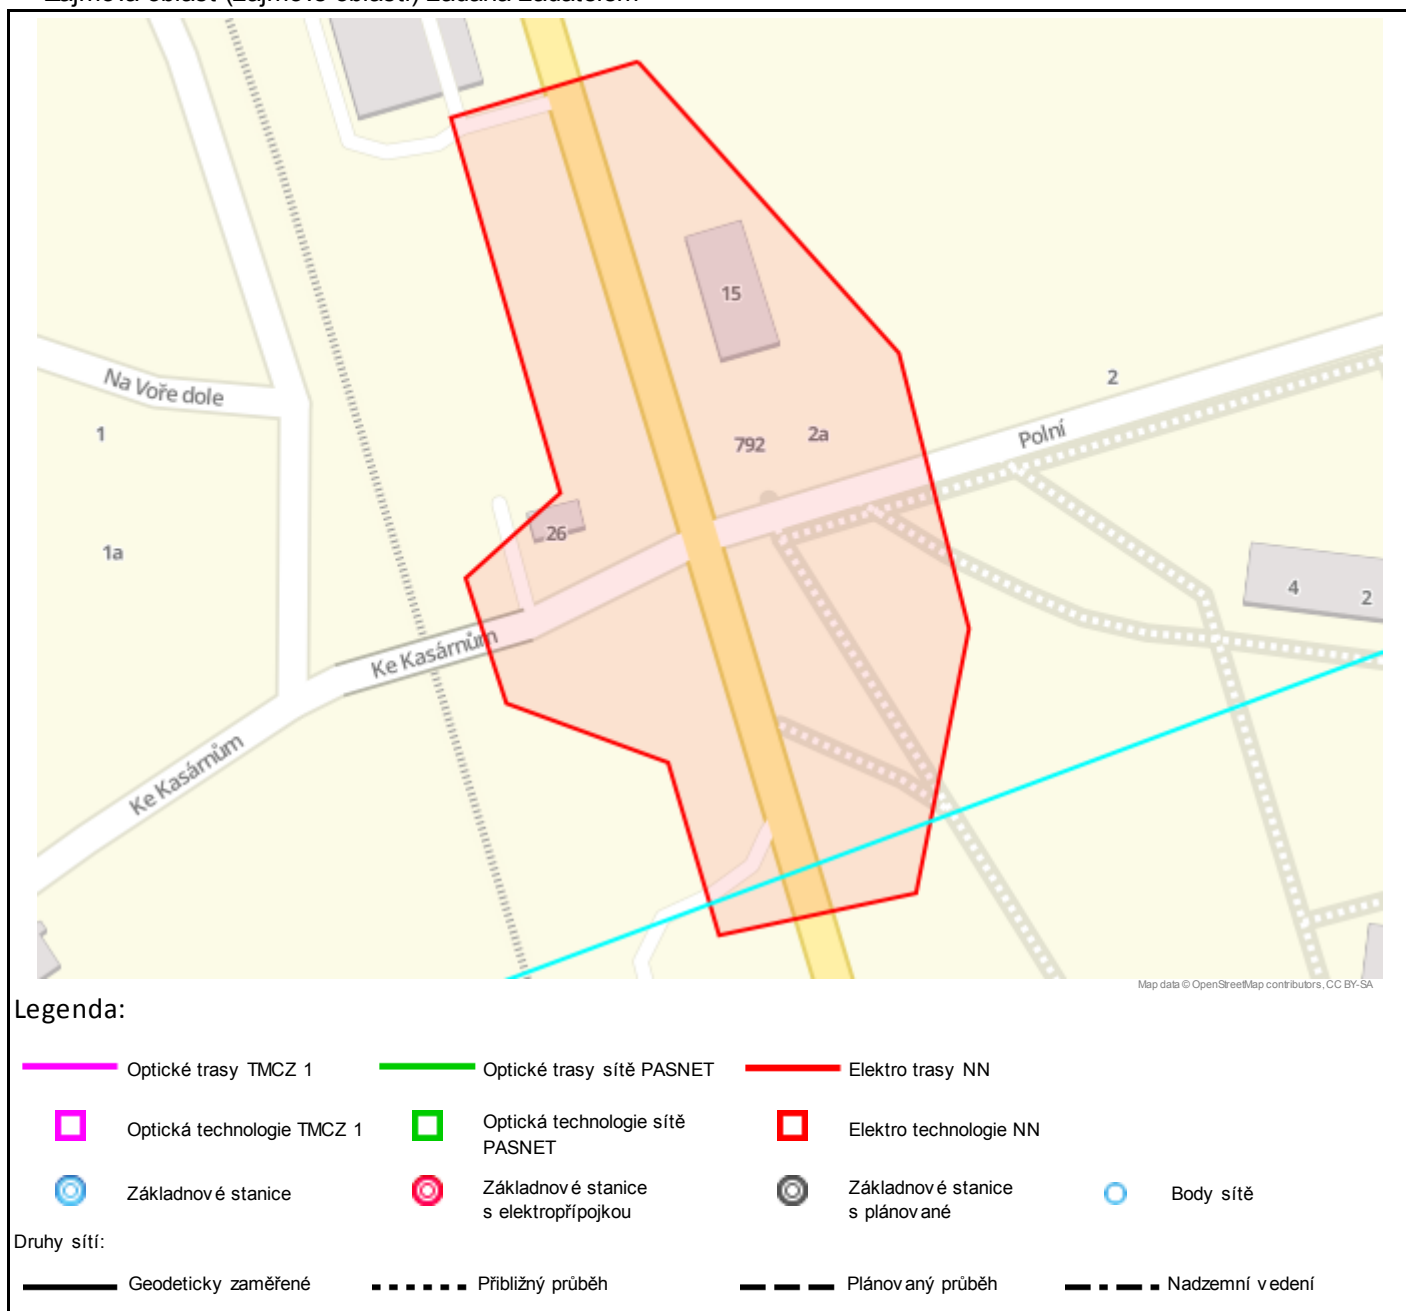 15
Na Voře dole
2
1
792
2a
Polní
26
1a
4
2
Ke Kasárnům
Ke Kasárnům
Map data © OpenStreetMap contributors, CC BY-SA
Legenda:
Optické trasy TMCZ 1
Optické trasy sítě PASNET
Elektro trasy NN
Optická technologie TMCZ 1
Optická technologie sítě
PASNET
Elektro technologie NN
Základnové stanice
Základnové stanice
s elektropřípojkou
Základnové stanice
s plánované
Body sítě
Druhy sítí:
Geodeticky zaměřené
Přibližný průběh
Plánovaný průběh
Nadzemní vedení